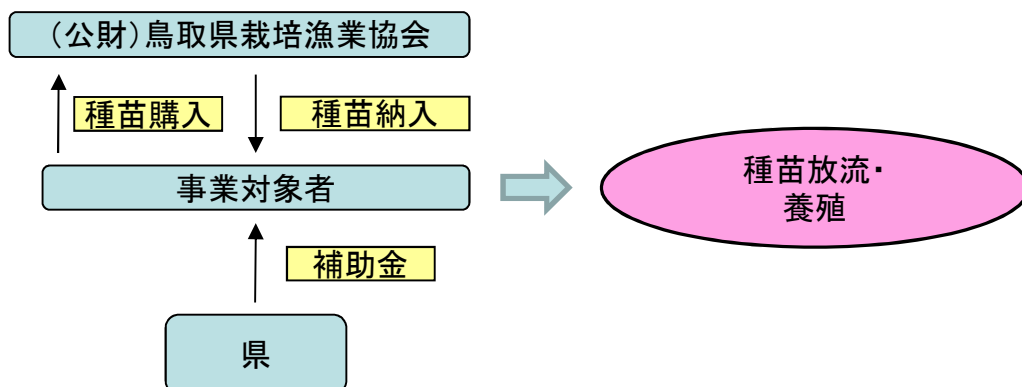 (公財)鳥取県栽培漁業協会
種苗購入
種苗納入
事業対象者
種苗放流・
養殖
補助金
県